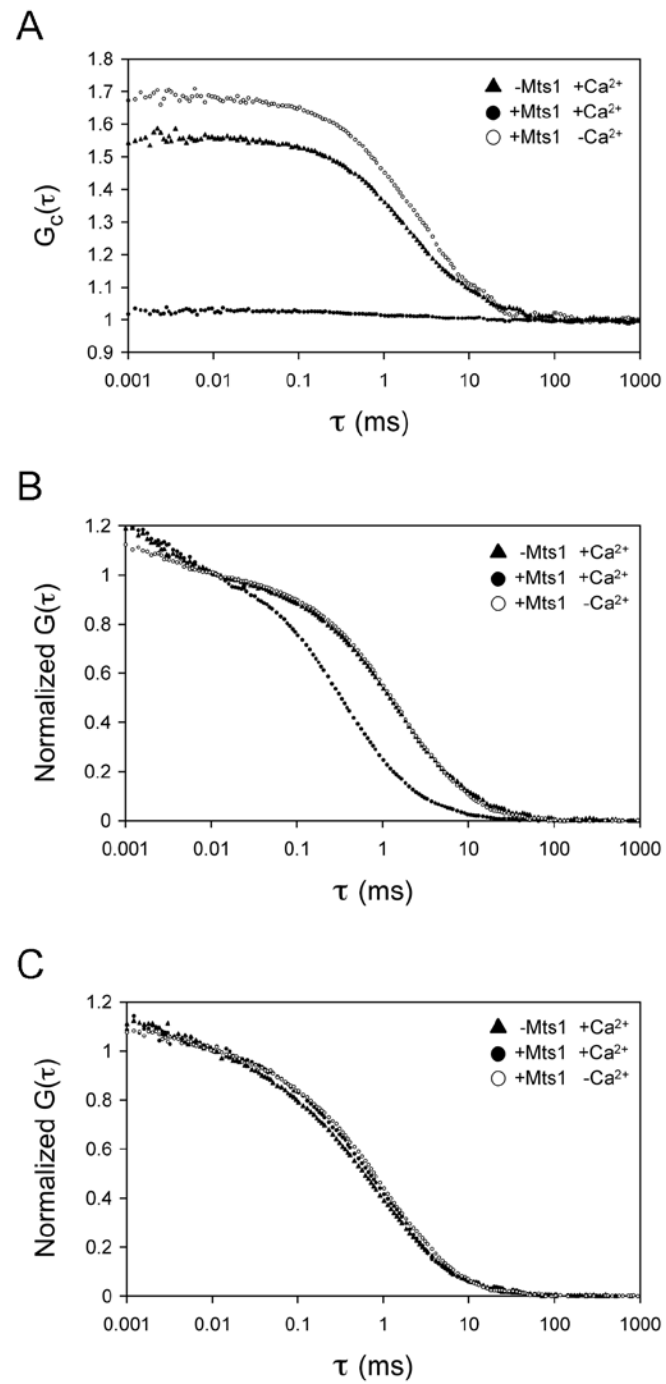 A
1.8
1.7
1.6
1.5
1.4
1.3
1.2
1.1
1
0.9
G_c(τ)
▲ -Mts1 +Ca²⁺
● +Mts1 +Ca²⁺
○ +Mts1 -Ca²⁺
0.001 0.01 0.1 1 10 100 1000
τ (ms)
B
1.2
1
0.8
0.6
0.4
0.2
0
Normalized G(τ)
▲ -Mts1 +Ca²⁺
● +Mts1 +Ca²⁺
○ +Mts1 -Ca²⁺
0.001 0.01 0.1 1 10 100 1000
τ (ms)
C
1.2
1
0.8
0.6
0.4
0.2
0
Normalized G(τ)
▲ -Mts1 +Ca²⁺
● +Mts1 +Ca²⁺
○ +Mts1 -Ca²⁺
0.001 0.01 0.1 1 10 100 1000
τ (ms)